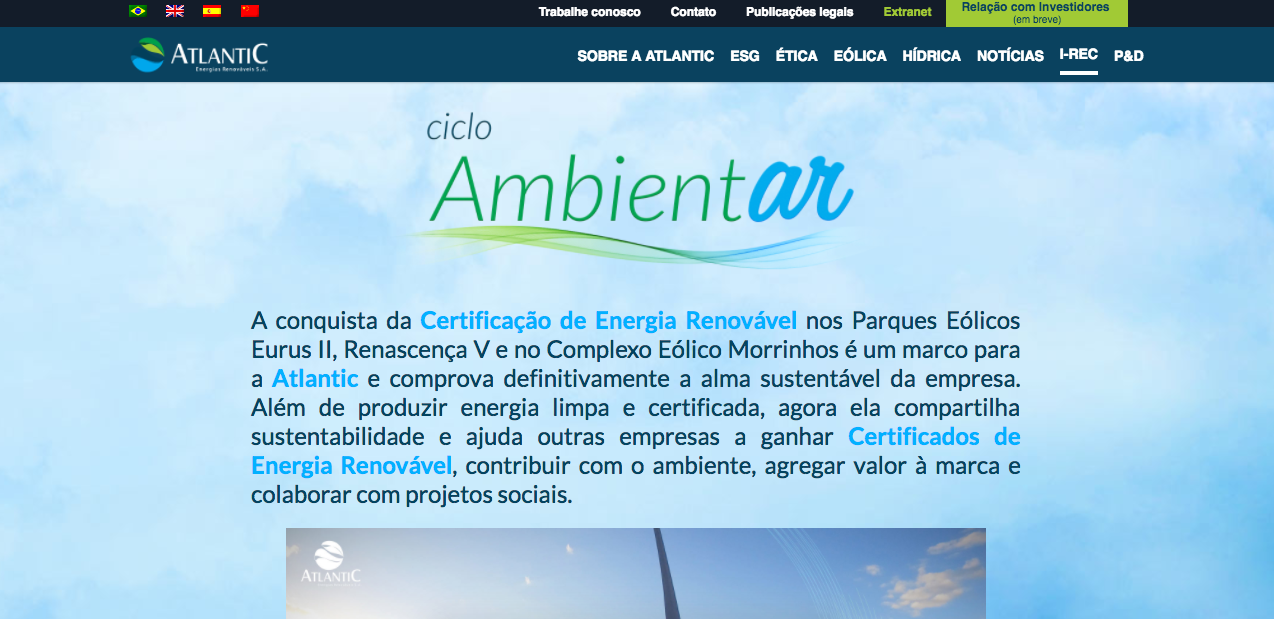 Trabalhe conosco Contato Publicações legais Extranet Relação com Investidores
(em breve)
ATLANTIC
Energias Renováveis S.A.
SOBRE A ATLANTIC ESG ÉTICA EÓLICA HÍDRICA NOTÍCIAS I-REC P&D
ciclo
Ambientar
A conquista da Certificação de Energia Renovável nos Parques Eólicos
Eurus II, Renascença V e no Complexo Eólico Morrinhos é um marco para
a Atlantic e comprova definitivamente a alma sustentável da empresa.
Além de produzir energia limpa e certificada, agora ela compartilha
sustentabilidade e ajuda outras empresas a ganhar Certificados de
Energia Renovável, contribuir com o ambiente, agregar valor à marca e
colaborar com projetos sociais.
ATLANTIC